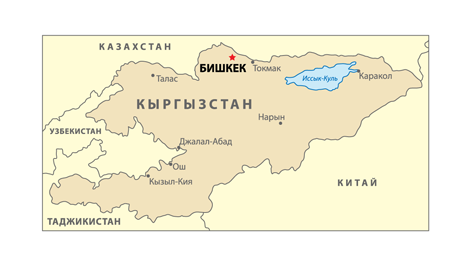 КАЗАХСТАН
БИШКЕК
Токмак
Талас
Иссык-Куль
Каракол
КЫРГЫЗСТАН
Нарын
УЗБЕКИСТАН
Джалал-Абад
Ош
Кызыл-Кия
КИТАЙ
ТАДЖИКИСТАН